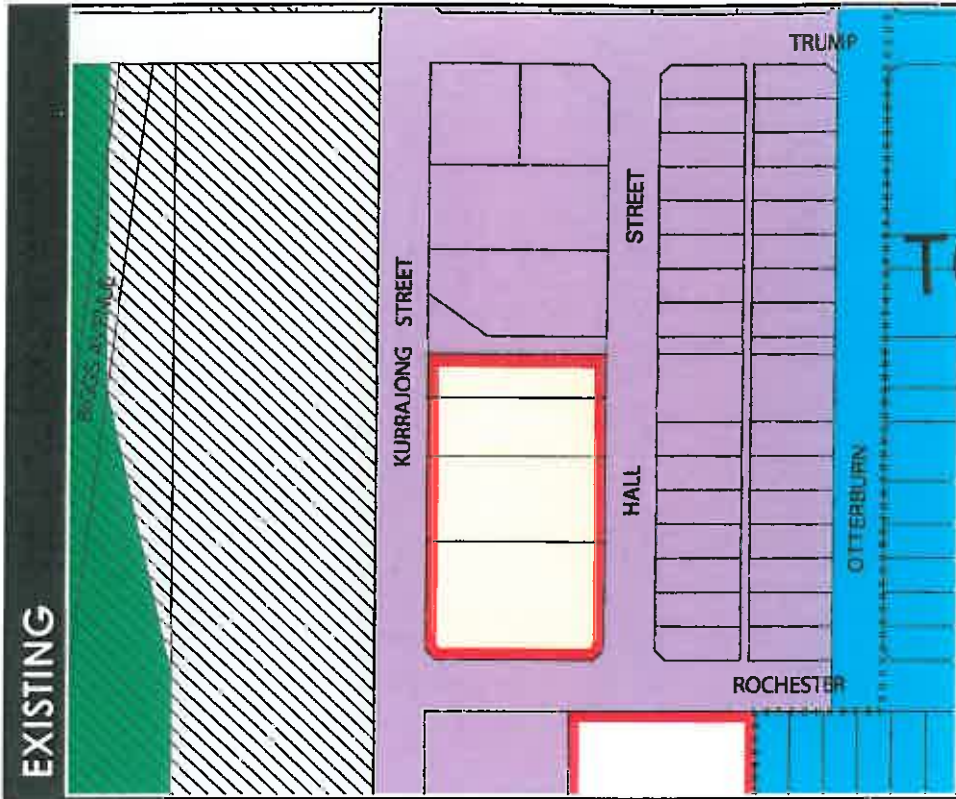 EXISTING
TRUMP
BIGGS AVENUE
KURRAJONG STREET
HALL STREET
OTTERBURN
ROCHESTER